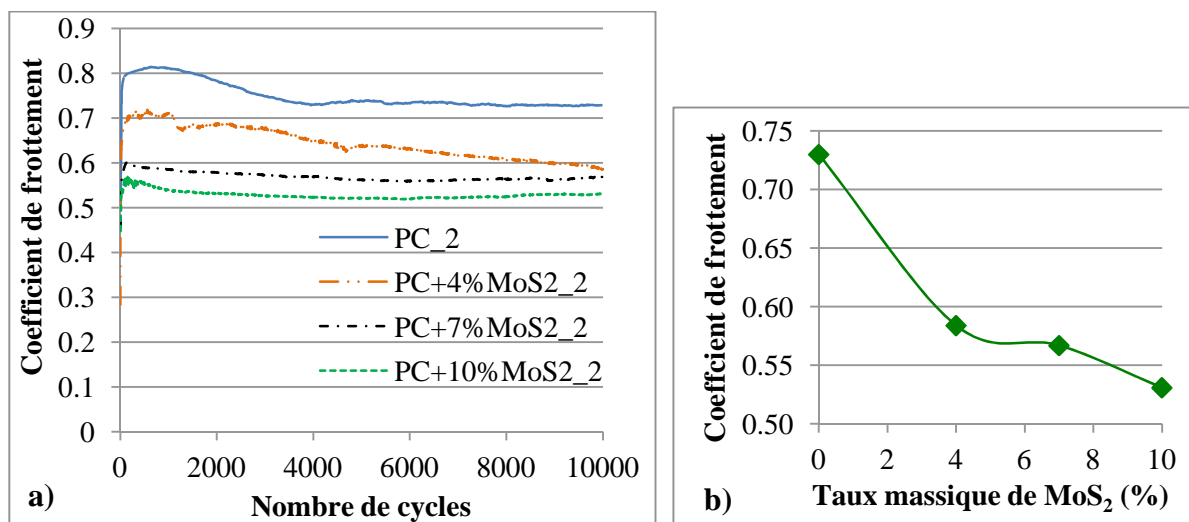 0.9
0.8
0.7
0.6
0.5
0.4
0.3
0.2
0.1
0
Coefficient de frottement
PC_2
PC+4%MoS2_2
PC+7%MoS2_2
PC+10%MoS2_2
0 2000 4000 6000 8000 10000
a)
Nombre de cycles
0.75
0.70
0.65
0.60
0.55
0.50
Coeffcient de frottement
0 2 4 6 8 10
b)
Taux massique de MoS₂ (%)